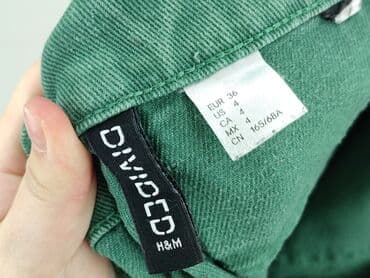 EUR 36
US 4
CA 4
MX 4
CN 165/68A
DIVIDED
H&M